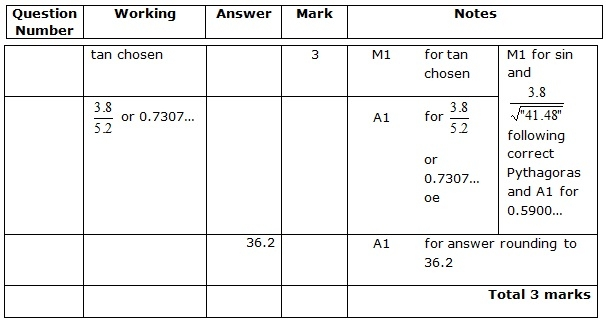 Question Number Working Answer Mark Notes
tan chosen 3 M1 for tan chosen M1 for sin and 3.8/√"41.48" following correct Pythagoras and A1 for 0.5900...
3.8/5.2 or 0.7307... A1 for 3.8/5.2 or 0.7307... oe
36.2 A1 for answer rounding to 36.2
Total 3 marks